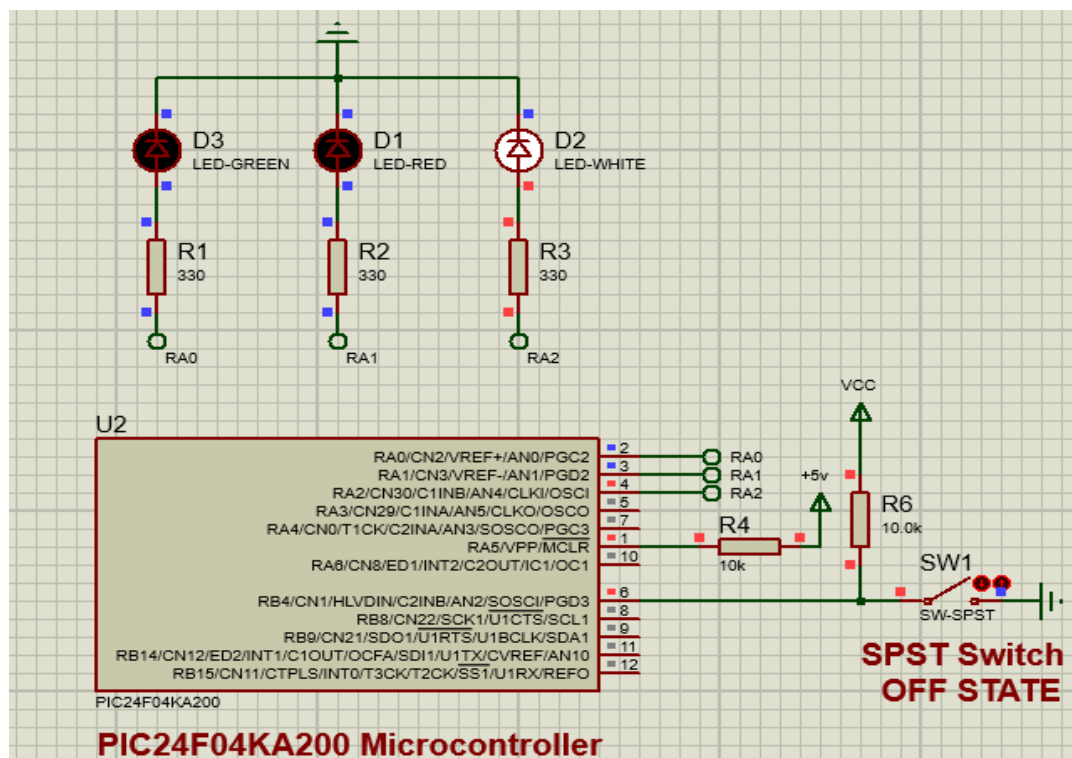 D3
LED-GREEN
D1
LED-RED
D2
LED-WHITE
R1
330
R2
330
R3
330
RA0
RA1
RA2
VCC
U2
RA0/CN2/VREF+/AN0/PGC2
2
RA0
RA1/CN3/VREF-/AN1/PGD2
3
RA1
RA2/CN30/C1INB/AN4/CLKI/OSCI
4
RA2
+5v
RA3/CN29/C1INA/AN5/CLKO/OSCO
5
RA4/CN0/T1CK/C2INA/AN3/SOSCO/PGC3
7
RA5/VPP/MCLR
1
R4
10k
R6
10.0k
RA6/CN8/ED1/INT2/C2OUT/IC1/OC1
10
RB4/CN1/HLVDIN/C2INB/AN2/SOSCI/PGD3
6
SW1
SW-SPST
RB8/CN22/SCK1/U1CTS/SCL1
8
RB9/CN21/SDO1/U1RTS/U1BCLK/SDA1
9
RB14/CN12/ED2/INT1/C1OUT/OCFA/SDI1/U1TX/CVREF/AN10
11
RB15/CN11/CTPLS/INT0/T3CK/T2CK/SS1/U1RX/REFO
12
SPST Switch
OFF STATE
PIC24F04KA200
PIC24F04KA200 Microcontroller